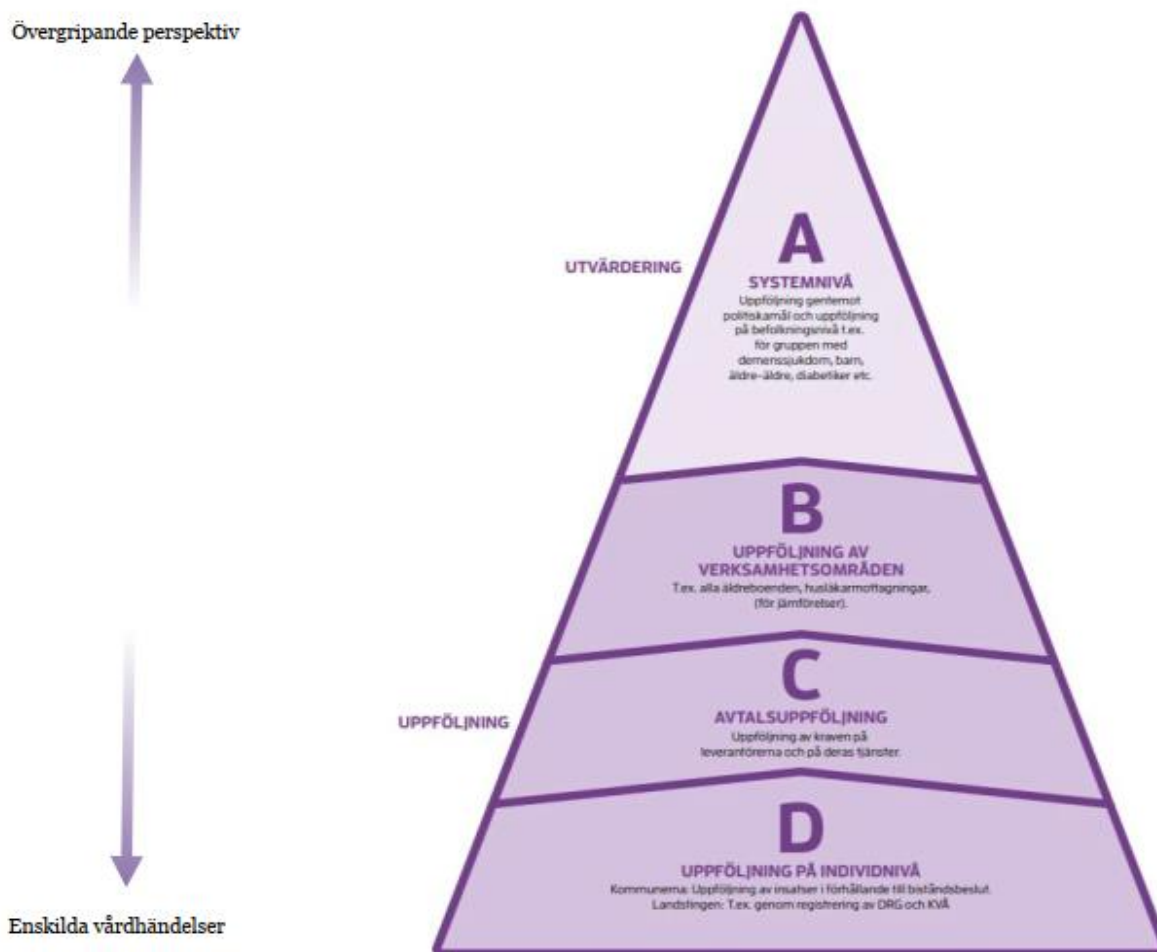 Övergripande perspektiv
UTVÄRDERING
A
SYSTEMNIVÅ
Uppföljning gentemot
politiskamål och uppföljning
på befolkningsnivå t.ex.
för gruppen med
demenssjukdom, barn,
äldre-äldre, diabetiker etc.
B
UPPFÖLJNING AV
VERKSAMHETSOMRÅDEN
T.ex. alla äldreboenden, husläkarmottagningar,
(för jämförelser).
UPPFÖLJNING
C
AVTALSUPPFÖLJNING
Uppföljning av kraven på
leverantörerna och på deras tjänster.
D
UPPFÖLJNING PÅ INDIVIDNIVÅ
Kommunerna: Uppföljning av insatser i förhållande till biståndsbeslut
Landstingen: T.ex. genom registrering av DRG och KVÅ
Enskilda vårdhändelser